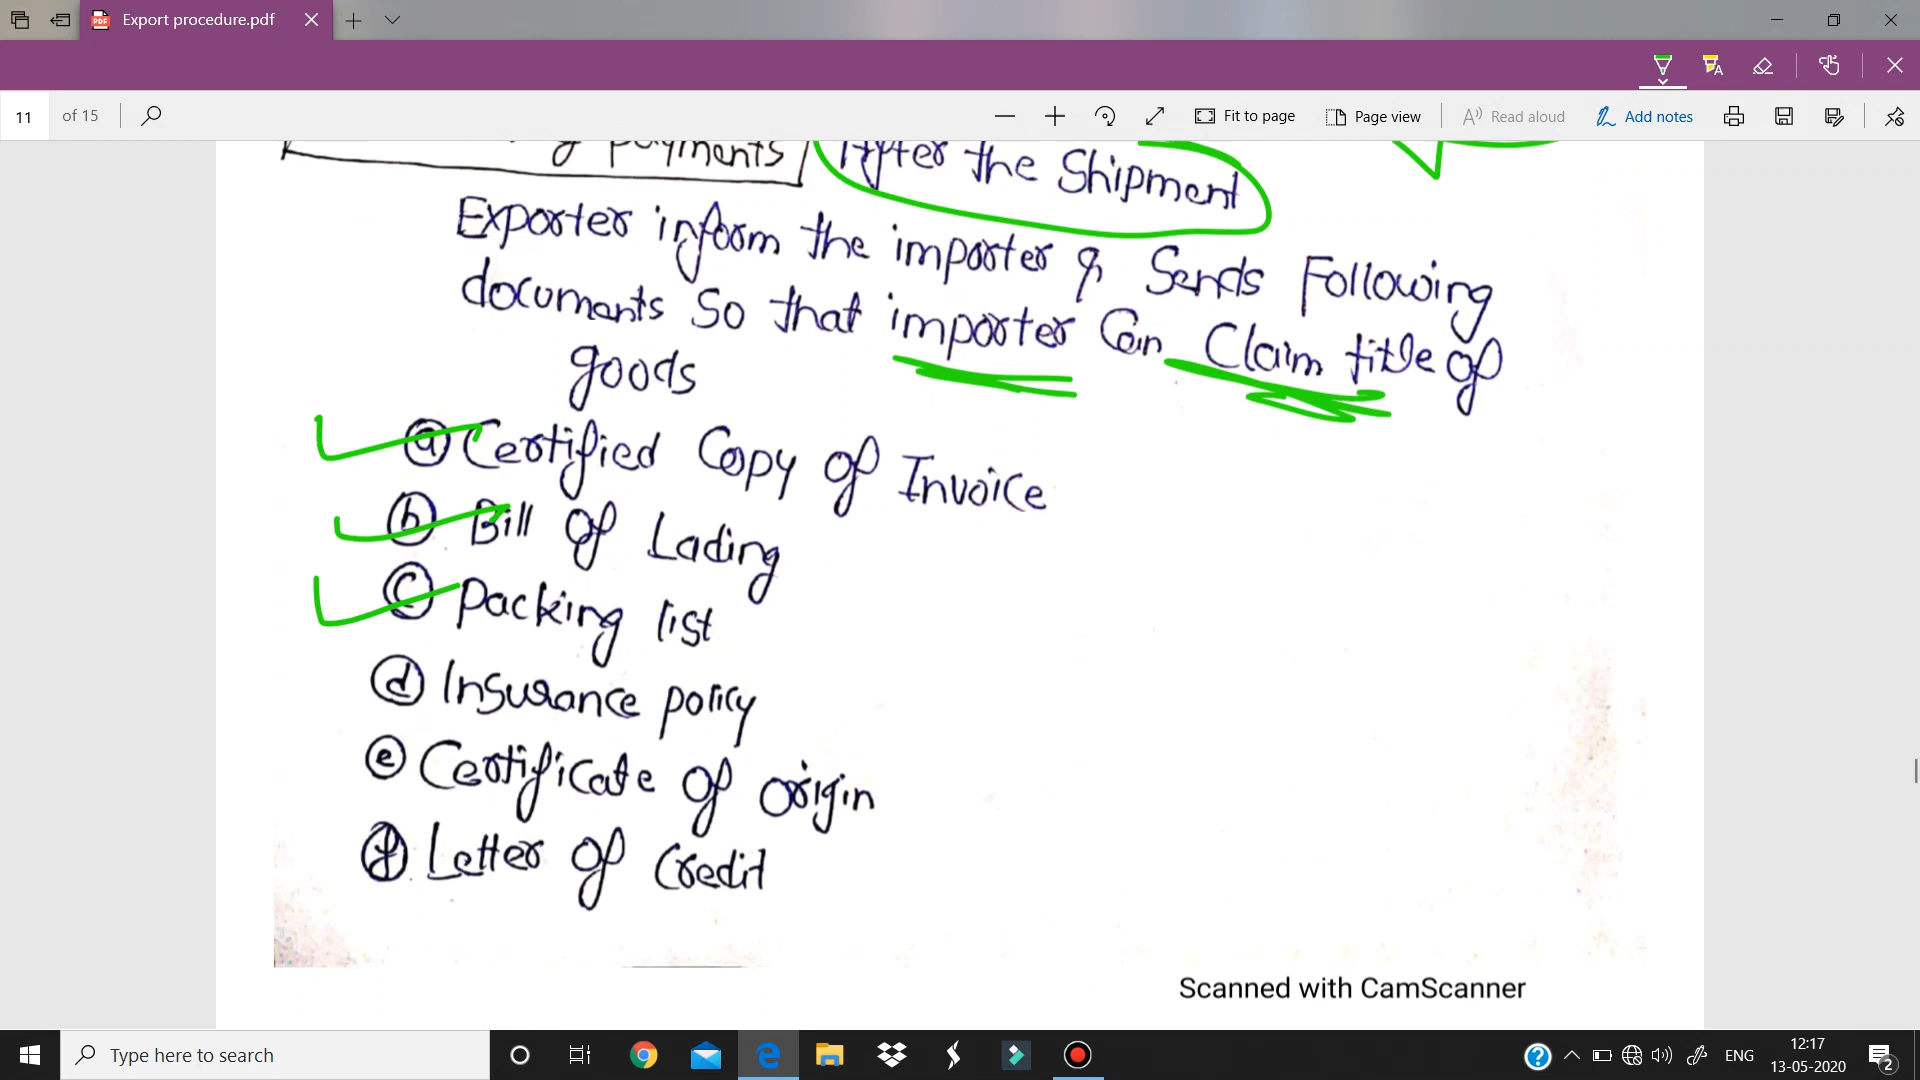 Export procedure.pdf
11 of 15
Fit to page
Page view
Read aloud
Add notes
payments After the Shipment
Exporter inform the importer & Sends Following
documents So that importer Can Claim title of
goods
a Certified Copy of Invoice
b Bill of Lading
c Packing list
d Insurance policy
e Certificate of origin
f Letter of Credit
Scanned with CamScanner
Type here to search
ENG
12:17
13-05-2020
2